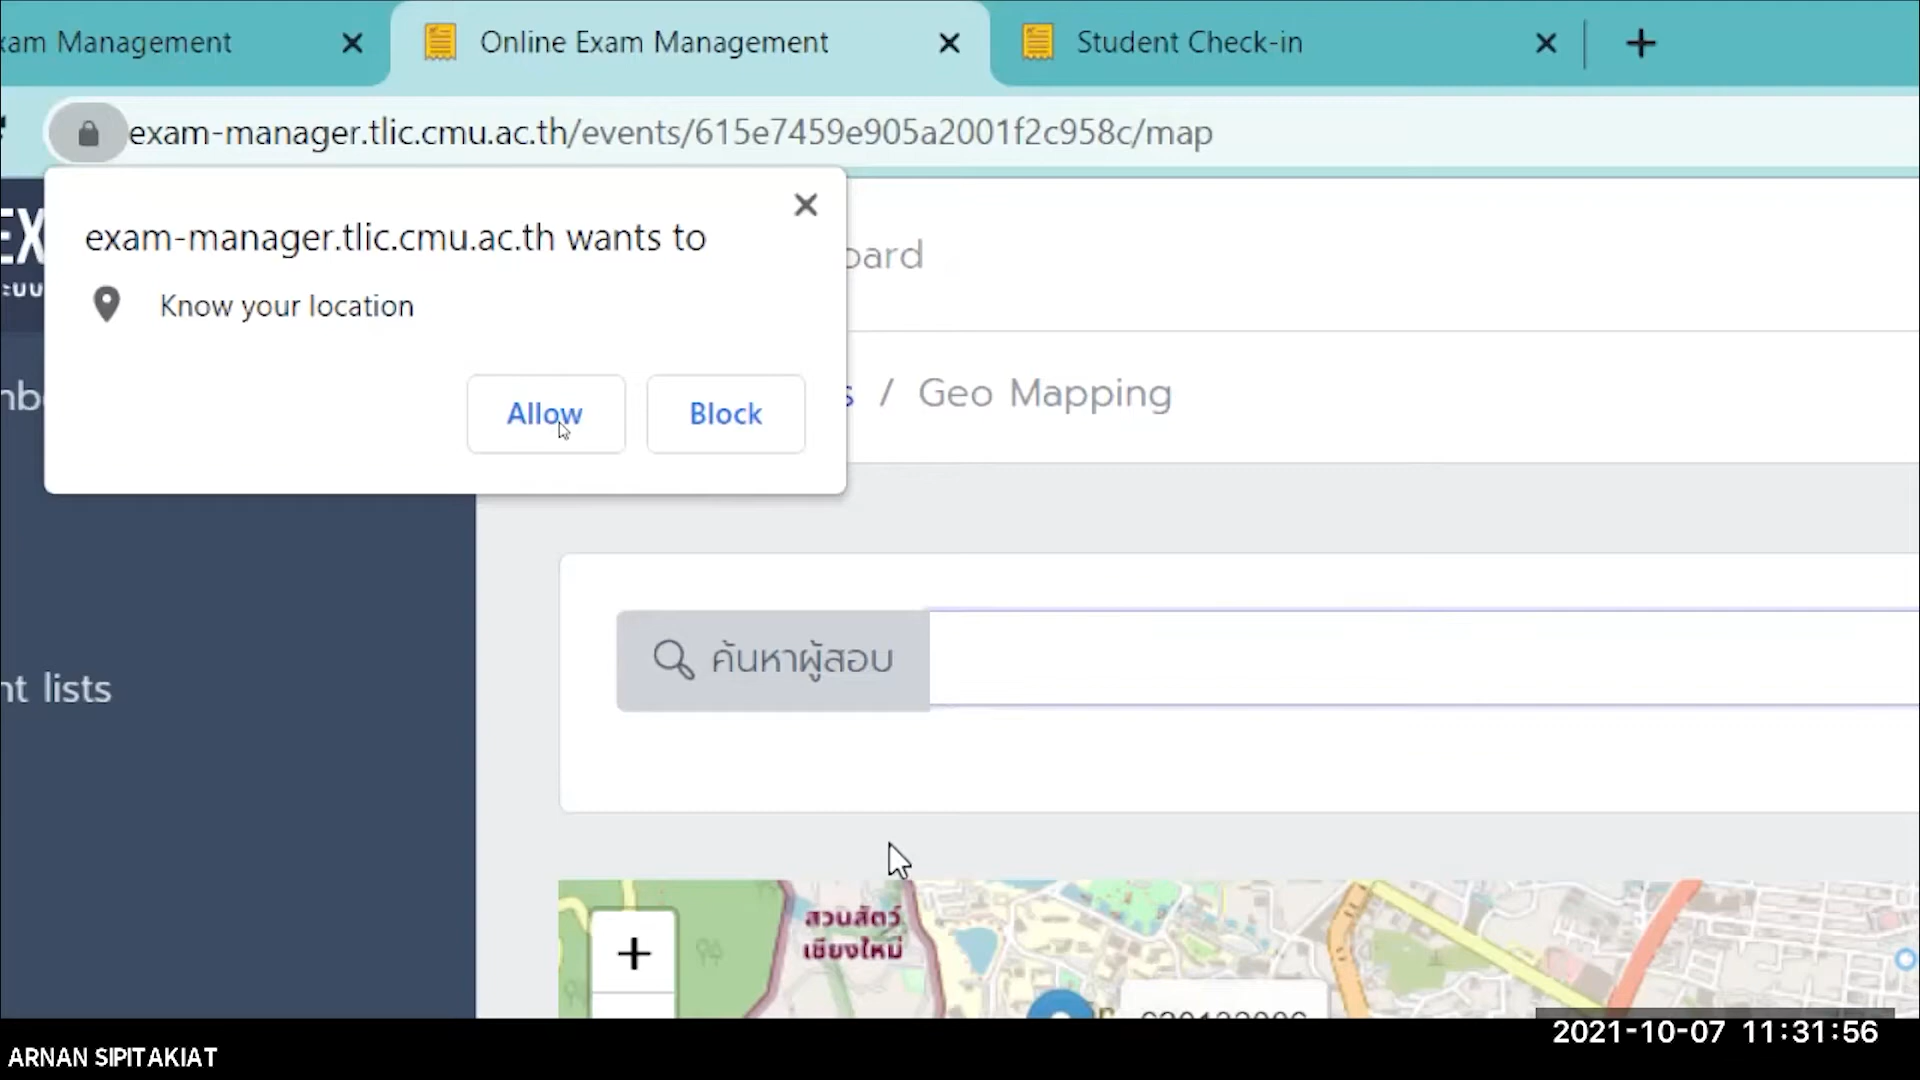 xam Management
Online Exam Management
Student Check-in
exam-manager.tlic.cmu.ac.th/events/615e7459e905a2001f2c958c/map
exam-manager.tlic.cmu.ac.th wants to
Know your location
Allow
Block
EX
oard
s / Geo Mapping
nt lists
ค้นหาผู้สอบ
สวนสัตว์
เชียงใหม่
+
2021-10-07 11:31:56
ARNAN SIPITAKIAT